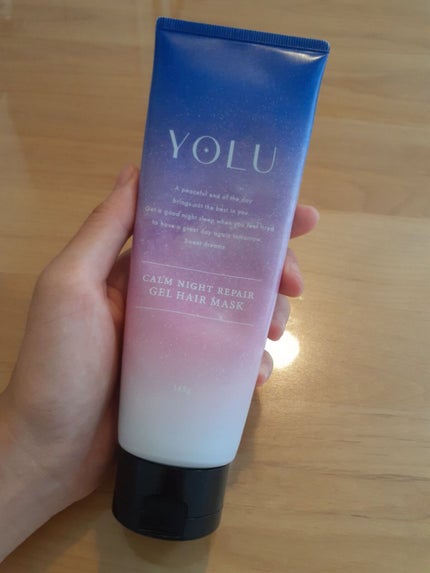 YOLU
A peaceful end of the day
brings out the best in you.
Get a good night sleep when you feel tired
to have a great day again tomorrow.
Sweet dreams.
CALM NIGHT REPAIR
GEL HAIR MASK
145g